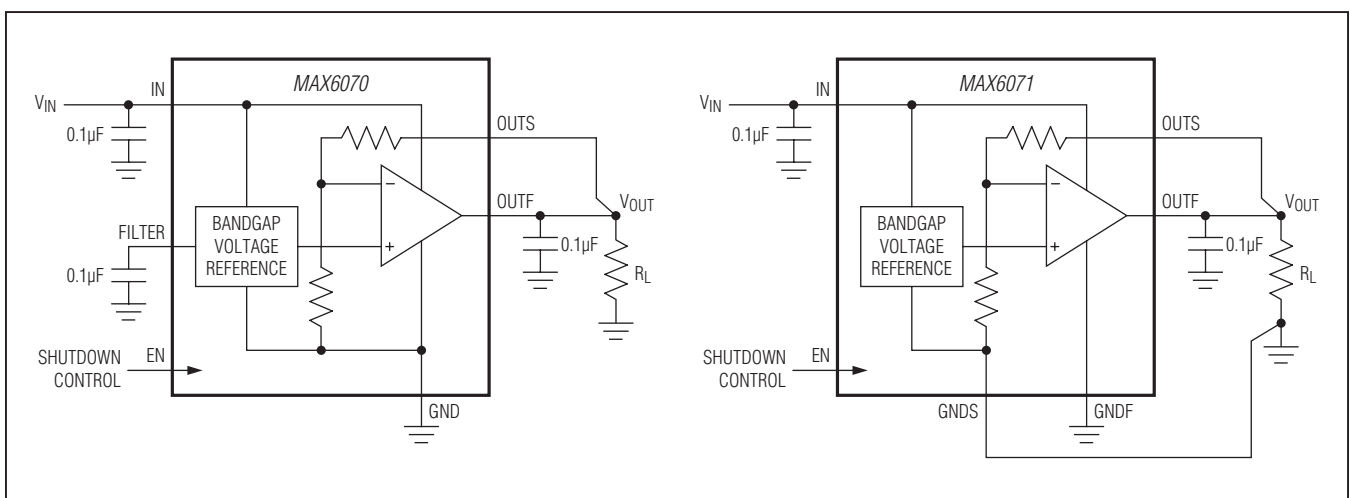 MAX6070
IN
VIN
0.1µF
OUTS
OUTF
VOUT
0.1µF
RL
FILTER
0.1µF
BANDGAP
VOLTAGE
REFERENCE
−
+
SHUTDOWN
CONTROL
EN
GND
MAX6071
IN
VIN
0.1µF
OUTS
OUTF
VOUT
0.1µF
RL
BANDGAP
VOLTAGE
REFERENCE
−
+
SHUTDOWN
CONTROL
EN
GNDS
GNDF